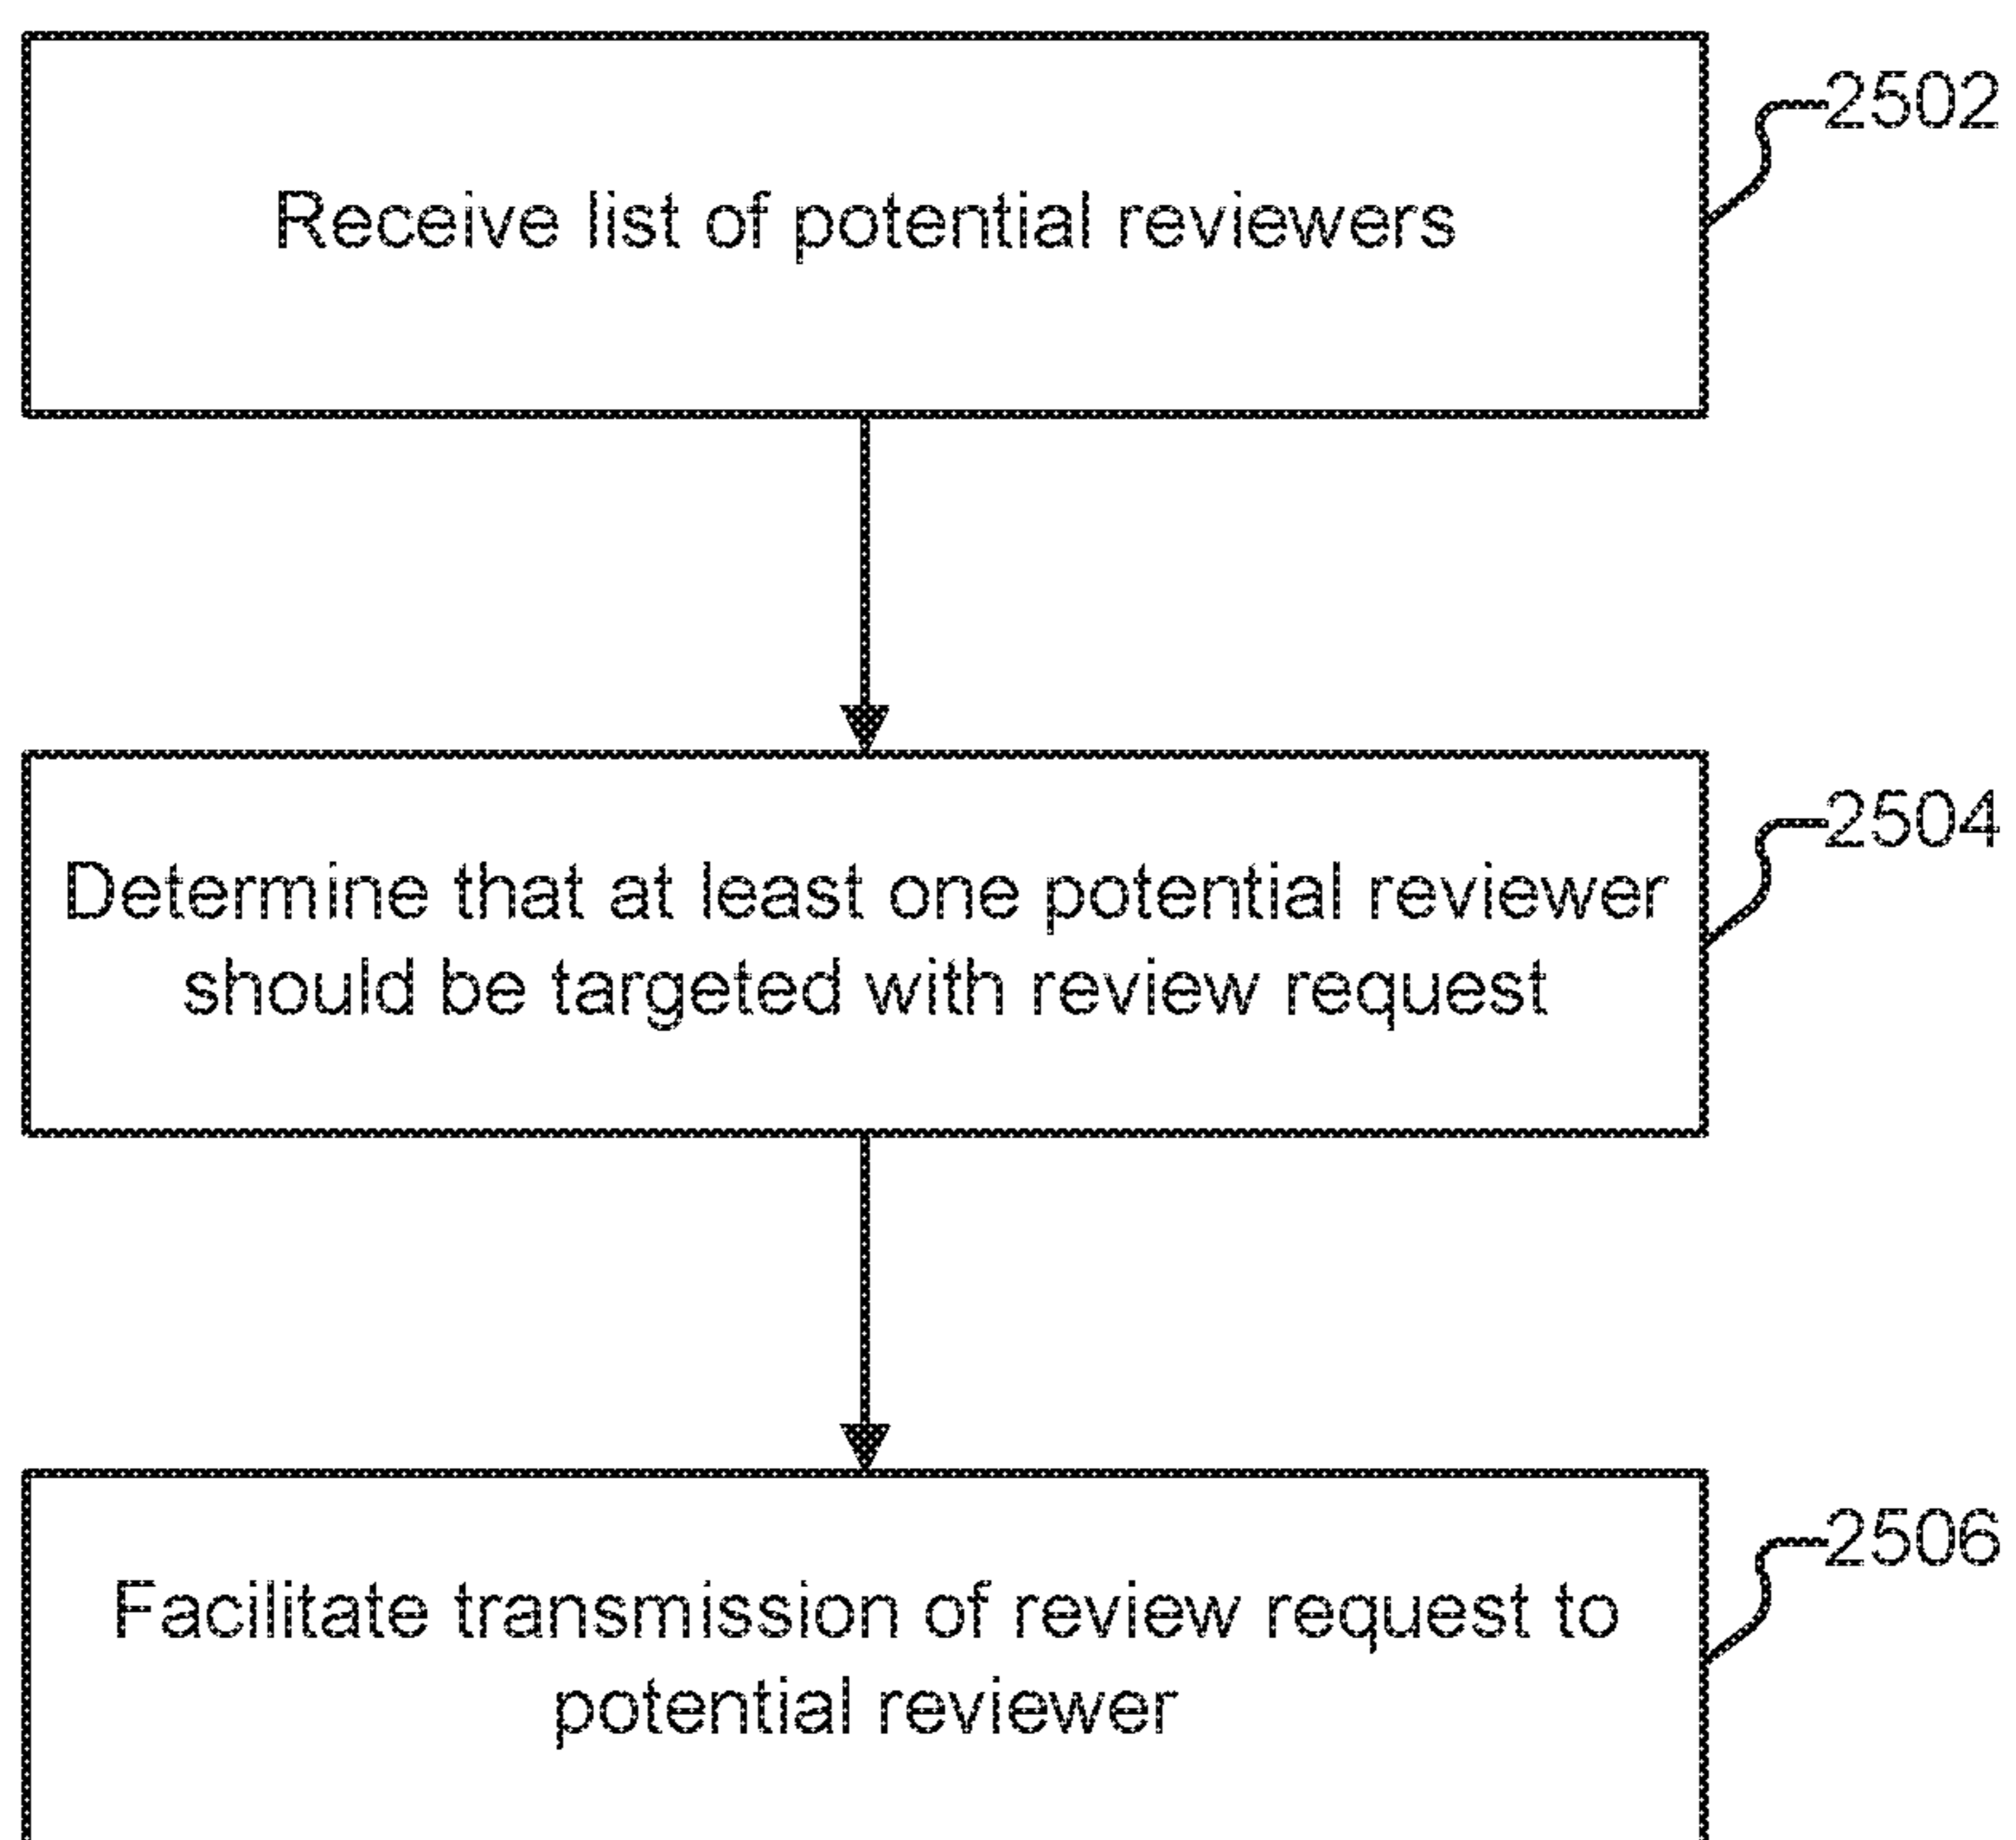 2502
Receive list of potential reviewers
2504
Determine that at least one potential reviewer
should be targeted with review request
2506
Facilitate transmission of review request to
potential reviewer